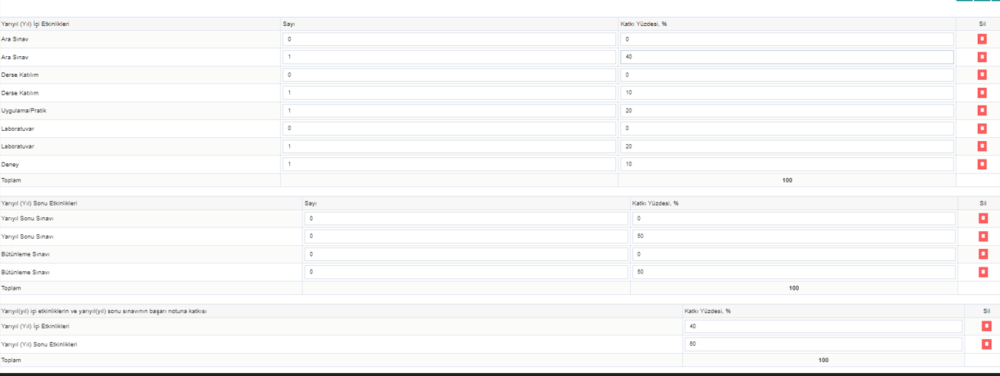 Yarıyıl (Yıl) İçi Etkinlikleri Sayı Katkı Yüzdesi, % Sil
Ara Sınav 0 0
Ara Sınav 1 40
Derse Katılım 0 0
Derse Katılım 1 10
Uygulama/Pratik 1 20
Laboratuvar 0 0
Laboratuvar 1 20
Deney 1 10
Toplam 100
Yarıyıl (Yıl) Sonu Etkinlikleri Sayı Katkı Yüzdesi, % Sil
Yarıyıl Sonu Sınavı 0 0
Yarıyıl Sonu Sınavı 0 50
Bütünleme Sınavı 0 0
Bütünleme Sınavı 0 50
Toplam 100
Yarıyıl(yıl) içi etkinliklerin ve yarıyıl(yıl) sonu sınavının başarı notuna katkısı Katkı Yüzdesi, % Sil
Yarıyıl (Yıl) İçi Etkinlikleri 40
Yarıyıl (Yıl) Sonu Etkinlikleri 60
Toplam 100